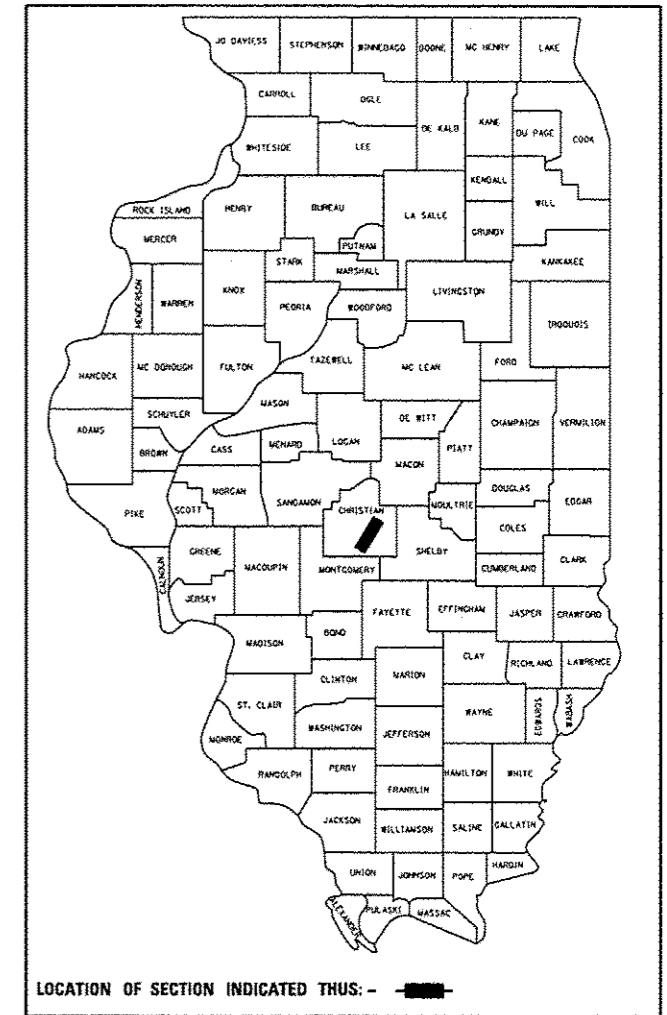 JO DAVIESS STEPHENSON WINNEBAGO BOONE MC HENRY LAKE
CARROLL OGLE KANE
DE KALB DU PAGE COOK
WHITESIDE LEE
KENDALL
WILL
ROCK ISLAND HENRY BUREAU LA SALLE
GRUNDY
MERCER PUTNAM
KANKAKEE
STARK MARSHALL
HENDERSON WARREN KNOX LIVINGSTON
PEORIA WOODFORD IROQUOIS
HANCOCK MC DONOUGH FULTON TAZEWELL MC LEAN FORD
MASON
SCHUYLER DE WITT CHAMPAIGN VERMILION
ADAMS LOGAN
BROWN CASS MENARD PIATT
MACON
MORGAN DOUGLAS
SANGAMON EDGAR
PIKE SCOTT CHRISTIAN MOULTRIE
COLES
GREENE SHELBY
CALHOUN MACOUPIN MONTGOMERY CUMBERLAND CLARK
JERSEY
FAYETTE EFFINGHAM JASPER CRAWFORD
BOND
MADISON
CLAY RICHLAND LAWRENCE
CLINTON MARION
ST. CLAIR
WAYNE EDWARDS WABASH
WASHINGTON JEFFERSON
MONROE
PERRY HAMILTON WHITE
RANDOLPH
FRANKLIN
JACKSON
WILLIAMSON SALINE GALLATIN
HARDIN
UNION JOHNSON POPE
ALEXANDER PULASKI MASSAC
LOCATION OF SECTION INDICATED THUS: -